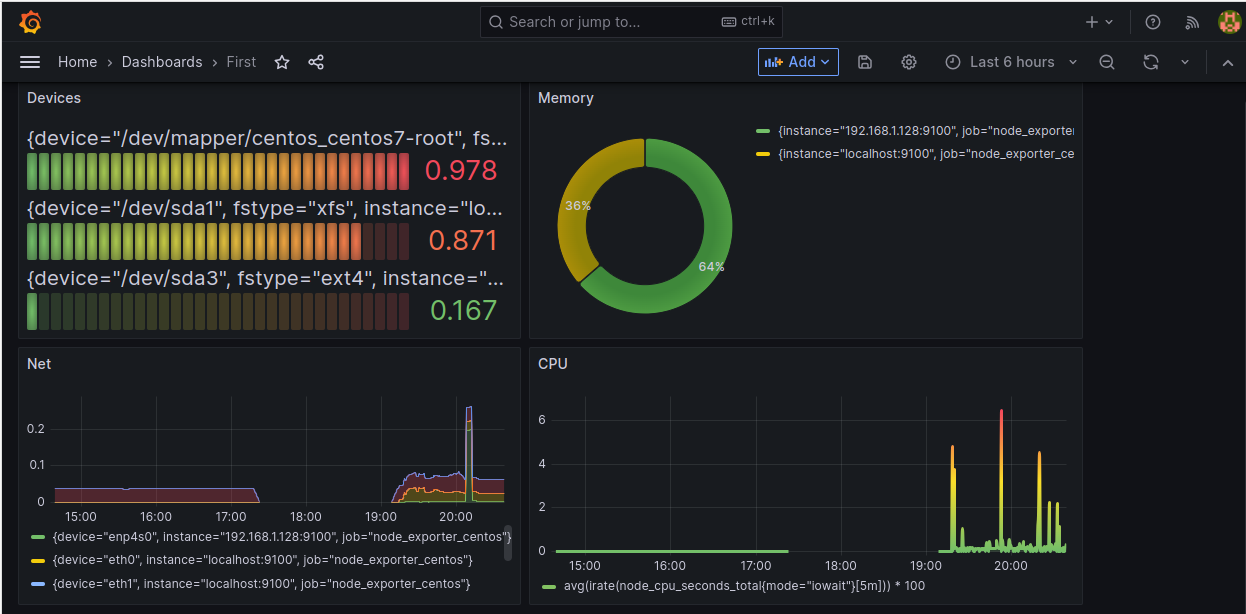 Search or jump to...
ctrl+k
Home › Dashboards › First
Add
Last 6 hours
Devices
{device="/dev/mapper/centos_centos7-root", fs...
0.978
{device="/dev/sda1", fstype="xfs", instance="lo...
0.871
{device="/dev/sda3", fstype="ext4", instance="...
0.167
Memory
36%
64%
{instance="192.168.1.128:9100", job="node_exporter
{instance="localhost:9100", job="node_exporter_ce
Net
0.2
0.1
0
15:00 16:00 17:00 18:00 19:00 20:00
{device="enp4s0", instance="192.168.1.128:9100", job="node_exporter_centos"}
{device="eth0", instance="localhost:9100", job="node_exporter_centos"}
{device="eth1", instance="localhost:9100", job="node_exporter_centos"}
CPU
6
4
2
0
15:00 16:00 17:00 18:00 19:00 20:00
avg(irate(node_cpu_seconds_total{mode="iowait"}[5m])) * 100